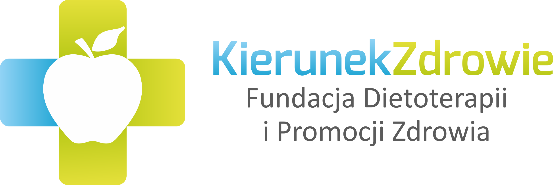 KierunekZdrowie
Fundacja Dietoterapii
i Promocji Zdrowia